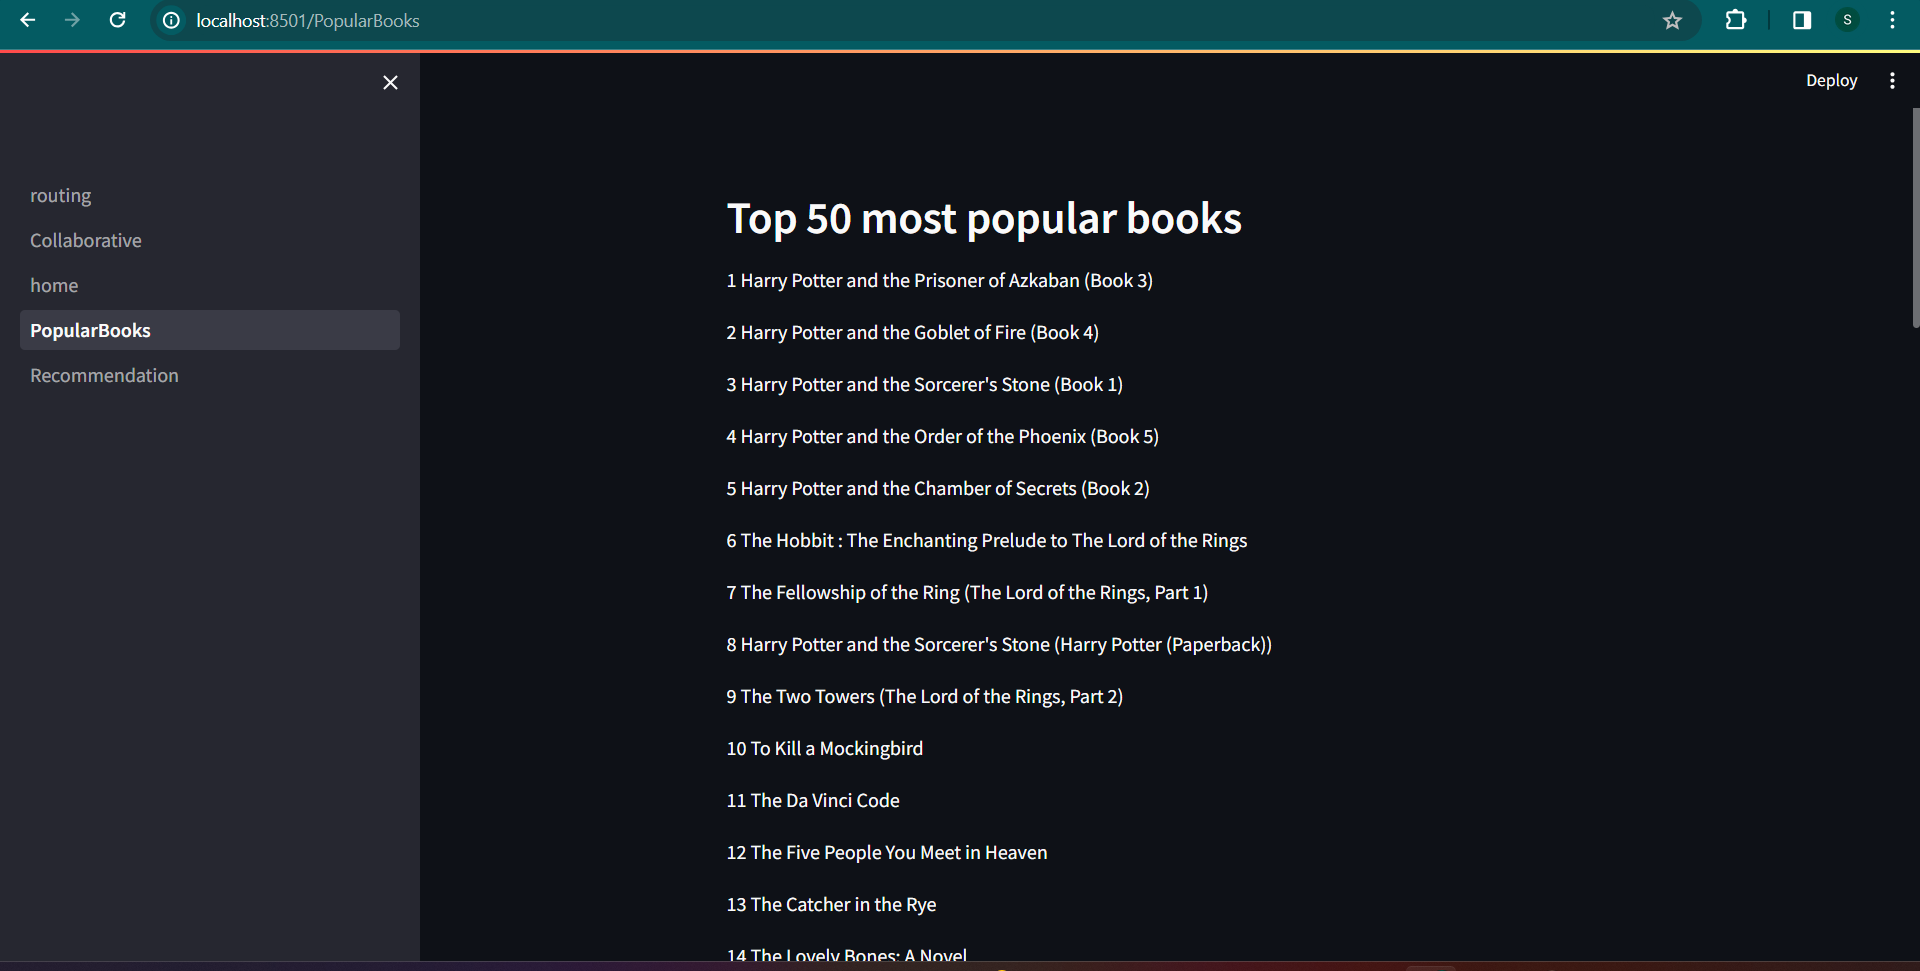 localhost:8501/PopularBooks
S
Deploy
routing
Collaborative
home
PopularBooks
Recommendation
Top 50 most popular books
1 Harry Potter and the Prisoner of Azkaban (Book 3)
2 Harry Potter and the Goblet of Fire (Book 4)
3 Harry Potter and the Sorcerer's Stone (Book 1)
4 Harry Potter and the Order of the Phoenix (Book 5)
5 Harry Potter and the Chamber of Secrets (Book 2)
6 The Hobbit : The Enchanting Prelude to The Lord of the Rings
7 The Fellowship of the Ring (The Lord of the Rings, Part 1)
8 Harry Potter and the Sorcerer's Stone (Harry Potter (Paperback))
9 The Two Towers (The Lord of the Rings, Part 2)
10 To Kill a Mockingbird
11 The Da Vinci Code
12 The Five People You Meet in Heaven
13 The Catcher in the Rye
14 The Lovely Bones: A Novel